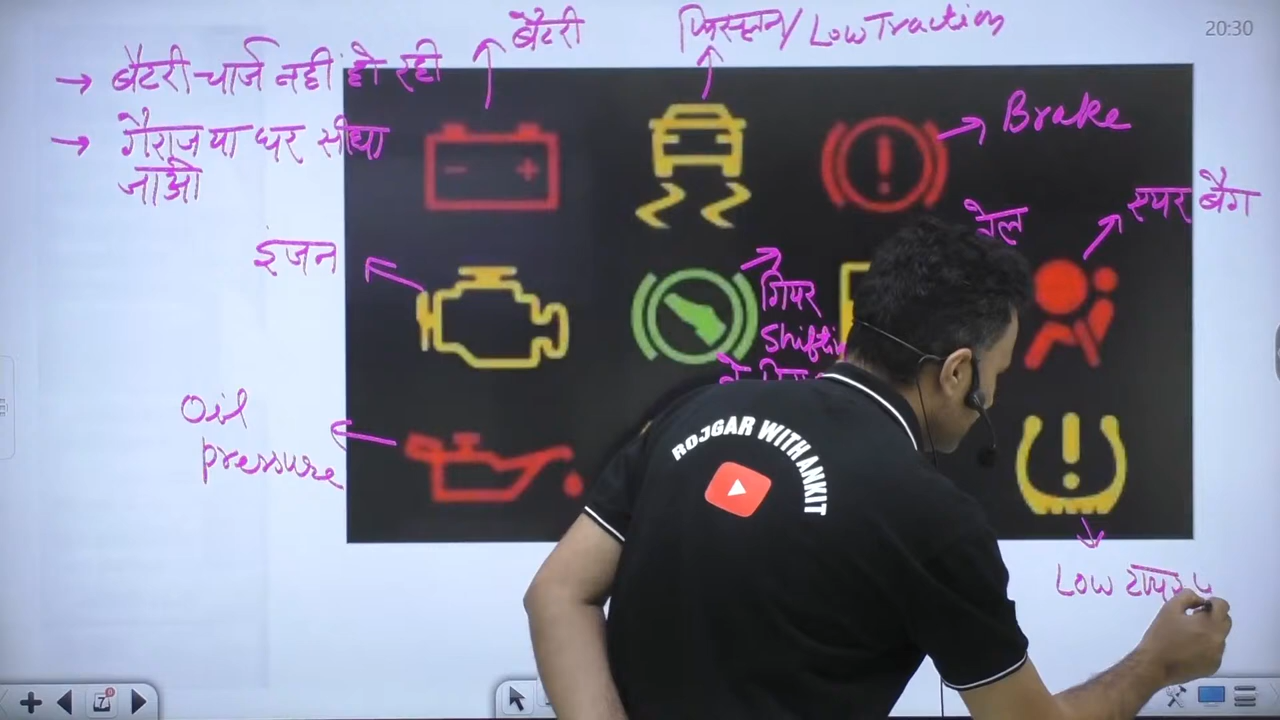 20:30
बैटरी
फिसलन/Low Traction
→ बैटरी चार्ज नहीं हो रही
→ गैराज या घर सीधा
जाओ
Brake
एयर बैग
तेल
इंजन
गियर
Shiftin
के लिए
Oil
pressure
ROJGAR WITH ANKIT
Low टायर